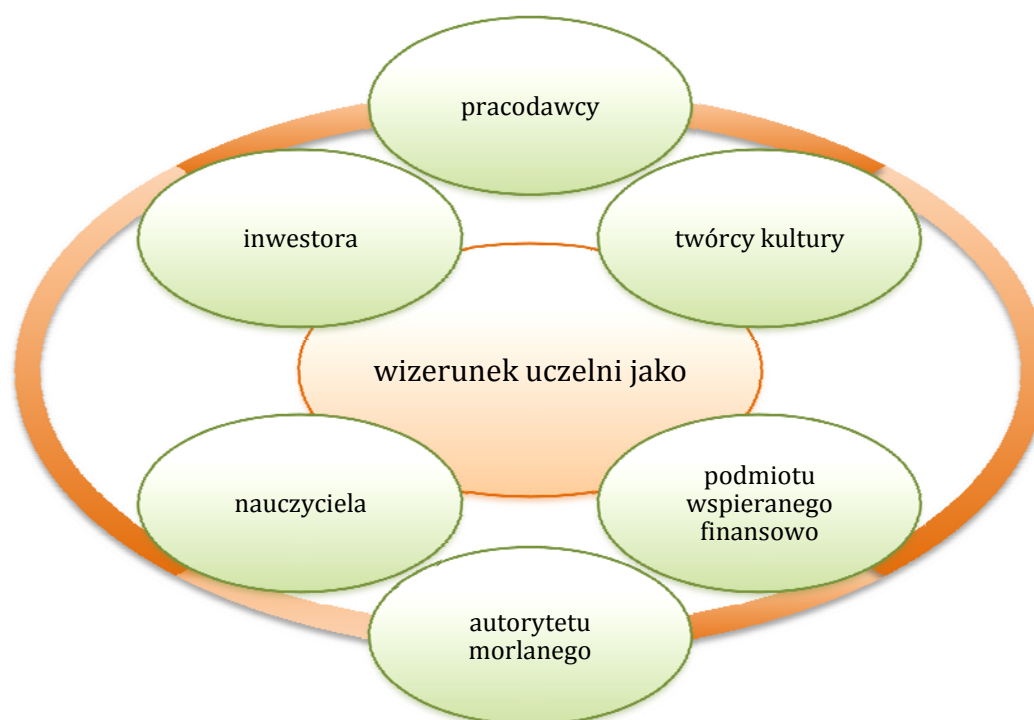 pracodawcy
inwestora
twórcy kultury
wizerunek uczelni jako
nauczyciela
podmiotu
wspieranego
finansowo
autorytetu
morlanego